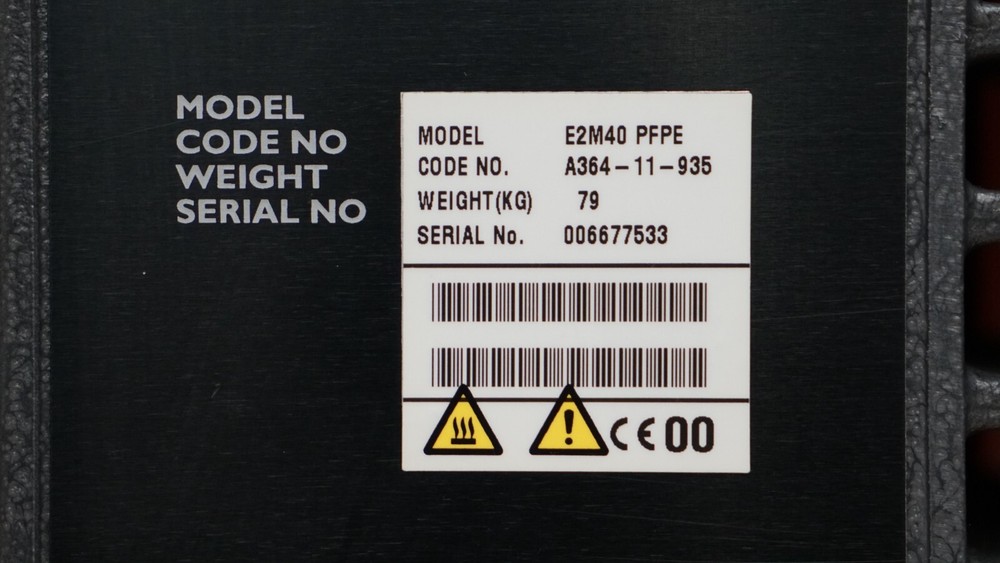 MODEL
CODE NO
WEIGHT
SERIAL NO
MODEL E2M40 PFPE
CODE NO. A364-11-935
WEIGHT(KG) 79
SERIAL No. 006677533
CE 00